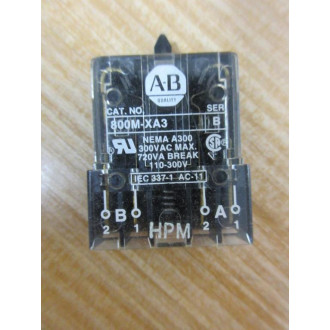 A-B
QUALITY
CAT. NO. SER
800M-XA3 B
NEMA A300
300VAC MAX.
720VA BREAK
110-300V
IEC 337-1 AC-11
B A
2 1 2 1
HPM